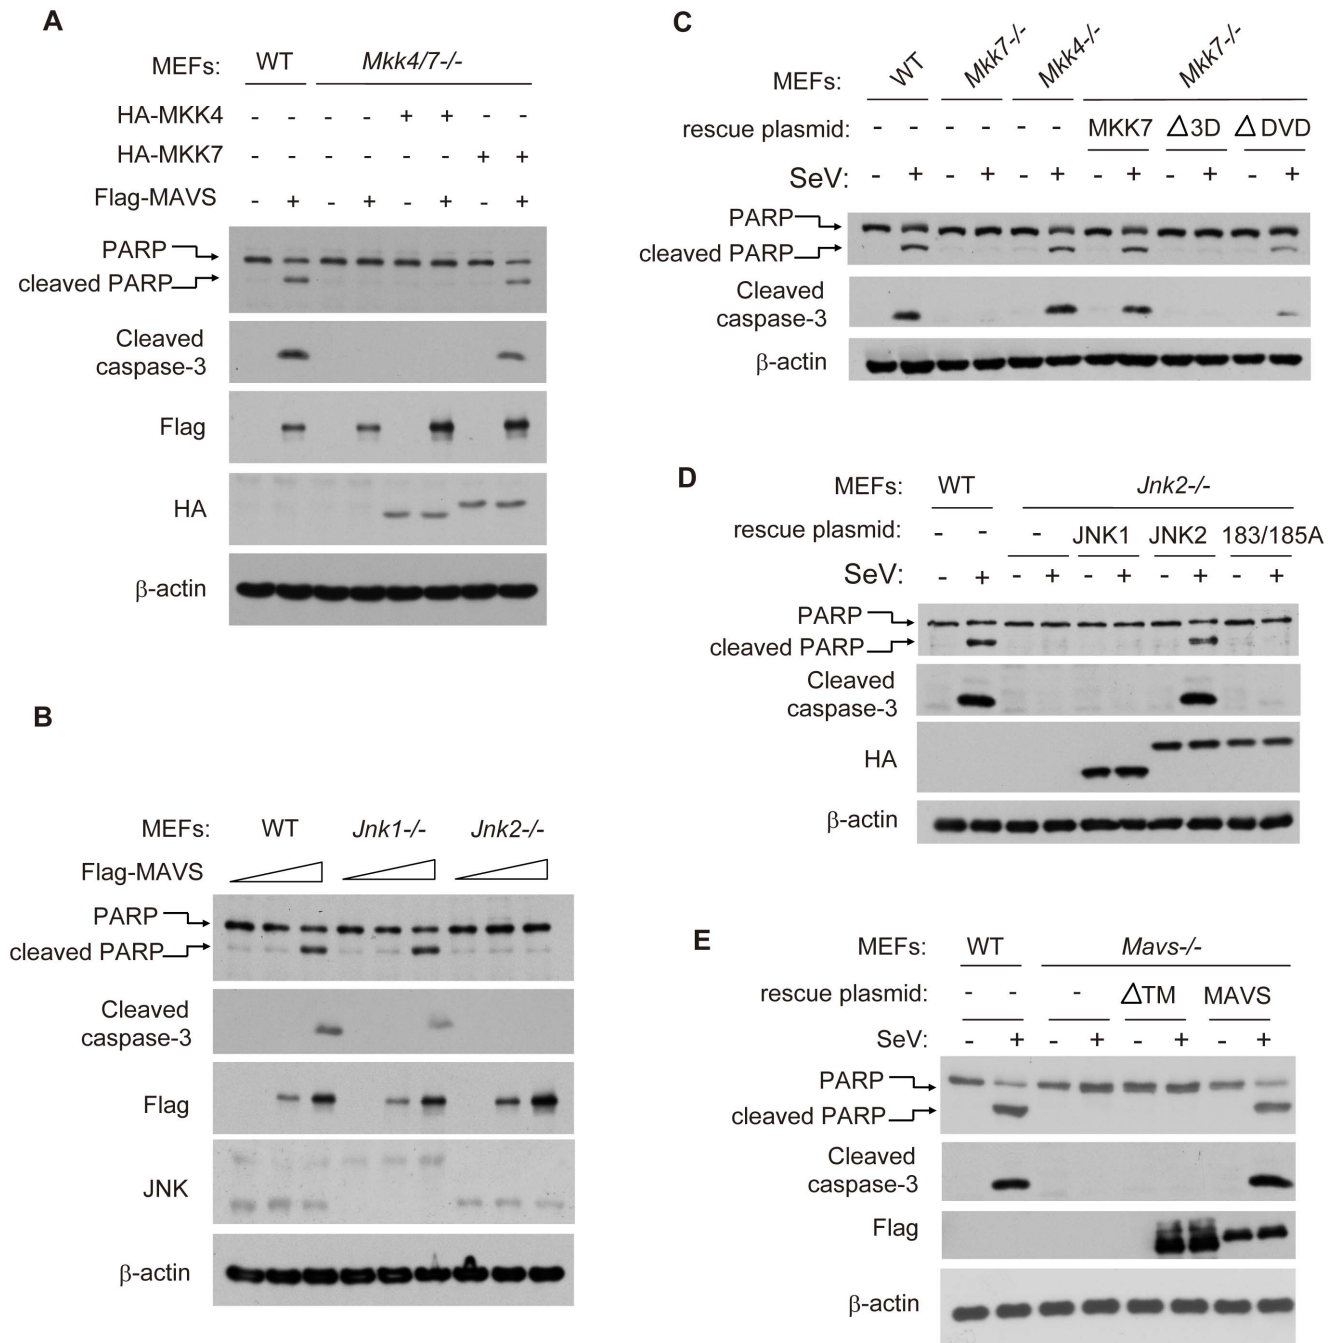 A
MEFs: WT Mkk4/7-/-
HA-MKK4 - - - - + + - -
HA-MKK7 - - - - - - + +
Flag-MAVS - + - + - + - +
PARP
cleaved PARP
Cleaved
caspase-3
Flag
HA
β-actin
B
MEFs: WT Jnk1-/- Jnk2-/-
Flag-MAVS
PARP
cleaved PARP
Cleaved
caspase-3
Flag
JNK
β-actin
C
MEFs: WT Mkk7-/- Mkk4-/- Mkk7-/-
rescue plasmid: - - - - - - MKK7 △3D △DVD
SeV: - + - + - + - + - + - +
PARP
cleaved PARP
Cleaved
caspase-3
β-actin
D
MEFs: WT Jnk2-/-
rescue plasmid: - - - JNK1 JNK2 183/185A
SeV: - + - + - + - + - +
PARP
cleaved PARP
Cleaved
caspase-3
HA
β-actin
E
MEFs: WT Mavs-/-
rescue plasmid: - - - △TM MAVS
SeV: - + - + - + - +
PARP
cleaved PARP
Cleaved
caspase-3
Flag
β-actin